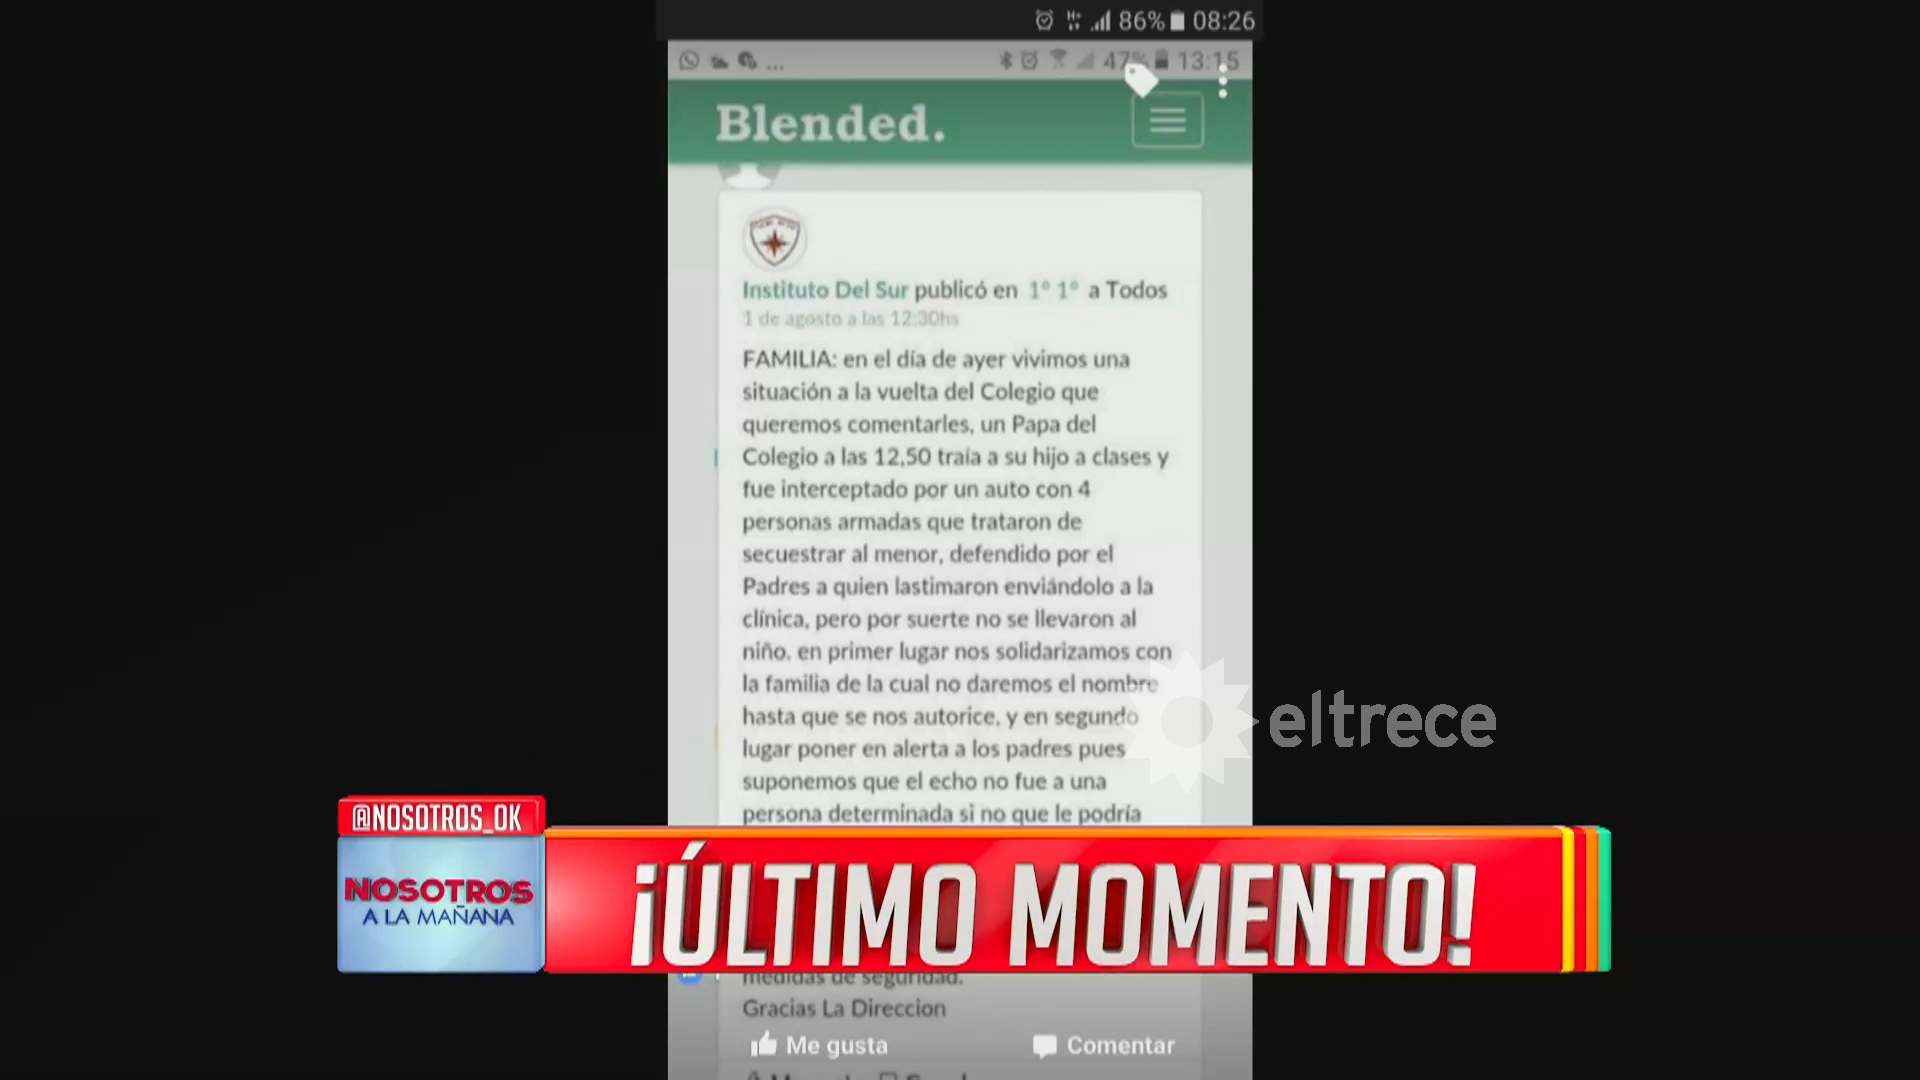 86% 08:26
47% 13:15
Blended.
Instituto Del Sur publicó en 1º 1º a Todos
1 de agosto a las 12:30hs
FAMILIA: en el día de ayer vivimos una
situación a la vuelta del Colegio que
queremos comentarles, un Papa del
Colegio a las 12,50 traía a su hijo a clases y
fue interceptado por un auto con 4
personas armadas que trataron de
secuestrar al menor, defendido por el
Padres a quien lastimaron enviándolo a la
clínica, pero por suerte no se llevaron al
niño. en primer lugar nos solidarizamos con
la familia de la cual no daremos el nombre
hasta que se nos autorice, y en segundo
lugar poner en alerta a los padres pues
suponemos que el echo no fue a una
persona determinada si no que le podría
eltrece
@NOSOTROS_OK
NOSOTROS
A LA MAÑANA
¡ÚLTIMO MOMENTO!
medidas de seguridad.
Gracias La Direccion
Me gusta Comentar